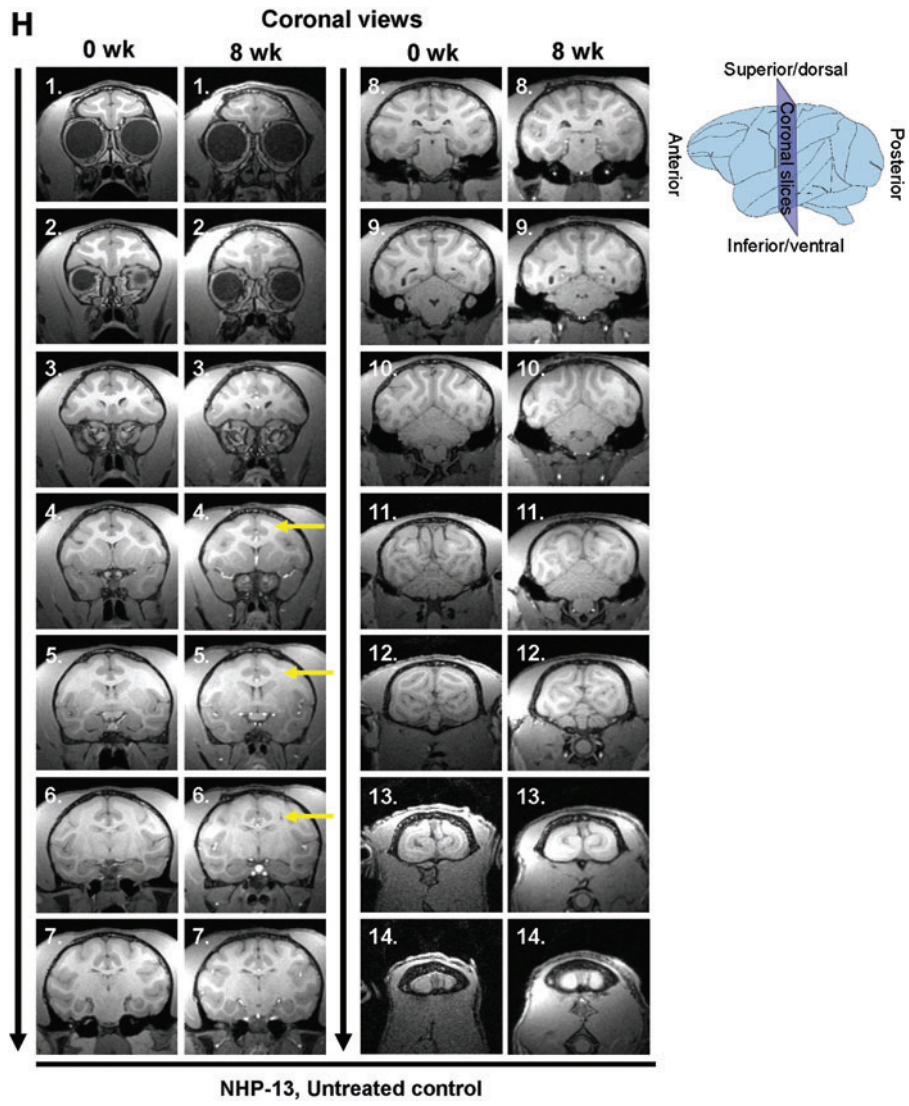 H
Coronal views
0 wk 8 wk 0 wk 8 wk
1. 1. 8. 8.
2. 2. 9. 9.
3. 3. 10. 10.
4. 4. 11. 11.
5. 5. 12. 12.
6. 6. 13. 13.
7. 7. 14. 14.
NHP-13, Untreated control
Superior/dorsal
Anterior
Coronal slices
Posterior
Inferior/ventral